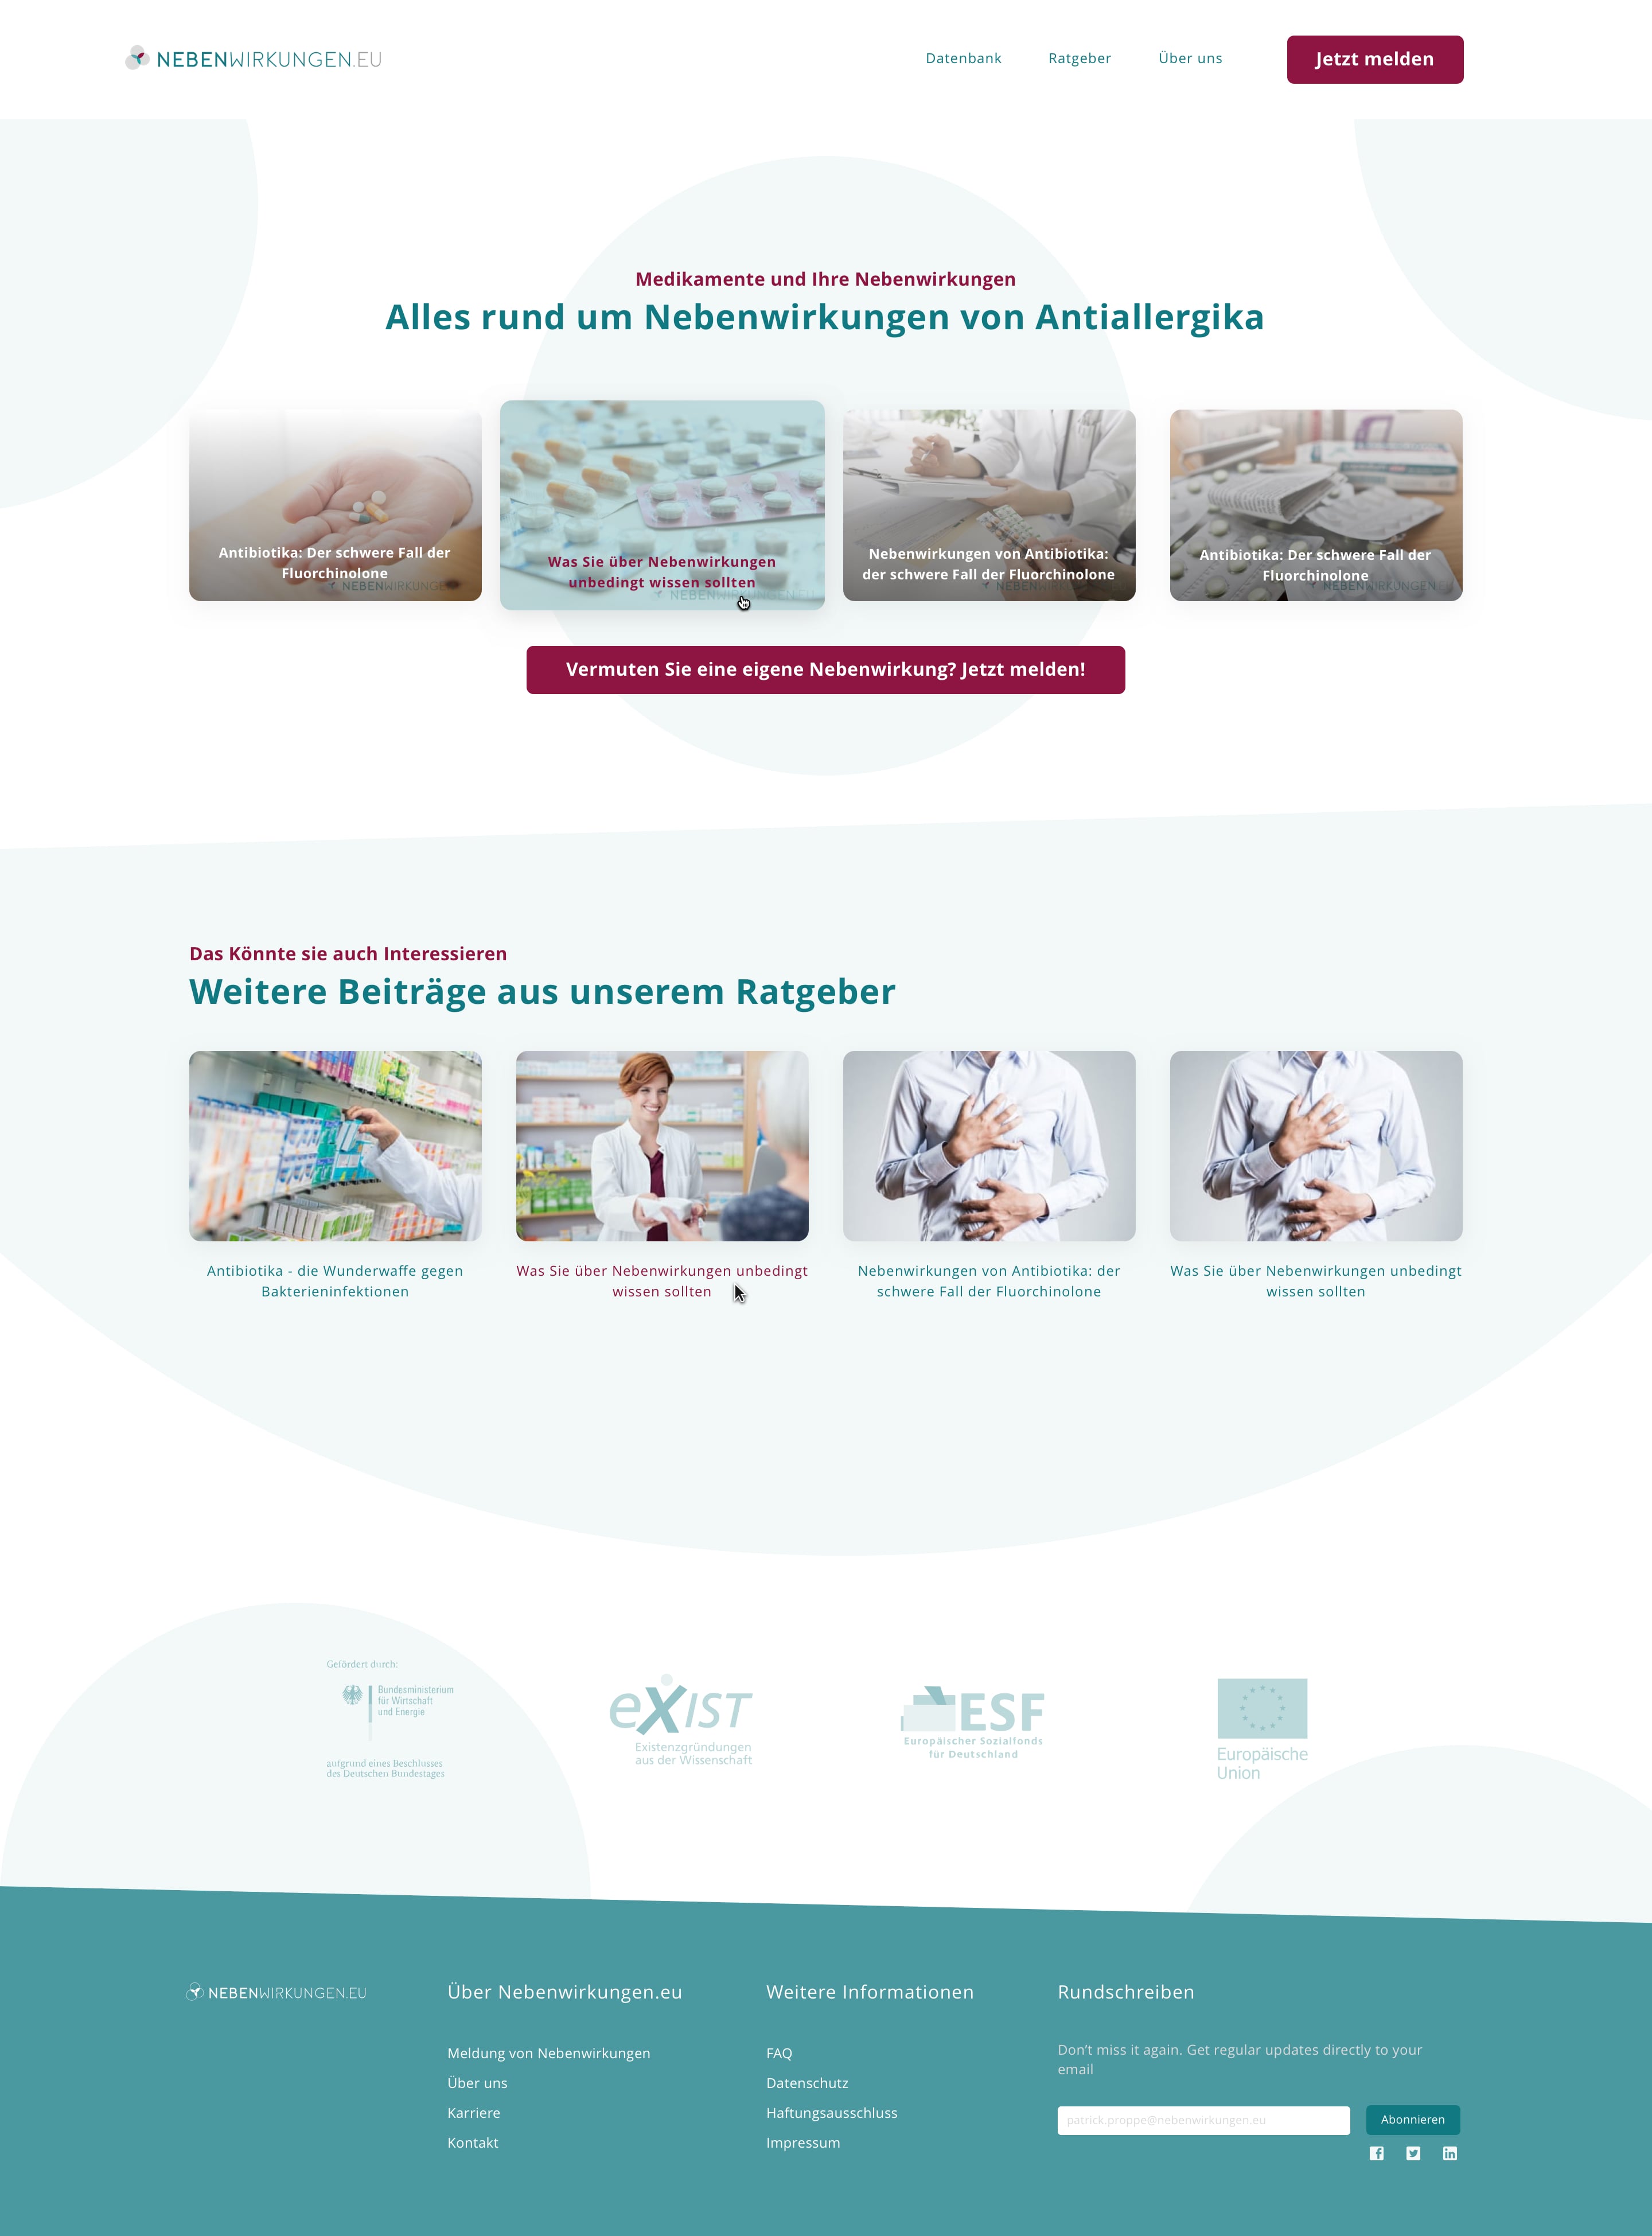 NEBENWIRKUNGEN.EU
Datenbank
Ratgeber
Über uns
Jetzt melden
Medikamente und Ihre Nebenwirkungen
Alles rund um Nebenwirkungen von Antiallergika
Antibiotika: Der schwere Fall der
Fluorchinolone
NEBENWIRKUNGEN
Was Sie über Nebenwirkungen
unbedingt wissen sollten
NEBENWIRKUNGEN.EU
Nebenwirkungen von Antibiotika:
der schwere Fall der Fluorchinolone
NEBENWIRKUNGEN
Antibiotika: Der schwere Fall der
Fluorchinolone
NEBENWIRKUNGEN
Vermuten Sie eine eigene Nebenwirkung? Jetzt melden!
Das Könnte sie auch Interessieren
Weitere Beiträge aus unserem Ratgeber
Antibiotika - die Wunderwaffe gegen
Bakterieninfektionen
Was Sie über Nebenwirkungen unbedingt
wissen sollten
Nebenwirkungen von Antibiotika: der
schwere Fall der Fluorchinolone
Was Sie über Nebenwirkungen unbedingt
wissen sollten
Gefördert durch:
Bundesministerium
für Wirtschaft
und Energie
aufgrund eines Beschlusses
des Deutschen Bundestages
eXIST
Existenzgründungen
aus der Wissenschaft
ESF
Europäischer Sozialfonds
für Deutschland
Europäische
Union
NEBENWIRKUNGEN.EU
Über Nebenwirkungen.eu
Meldung von Nebenwirkungen
Über uns
Karriere
Kontakt
Weitere Informationen
FAQ
Datenschutz
Haftungsausschluss
Impressum
Rundschreiben
Don't miss it again. Get regular updates directly to your
email
patrick.proppe@nebenwirkungen.eu
Abonnieren